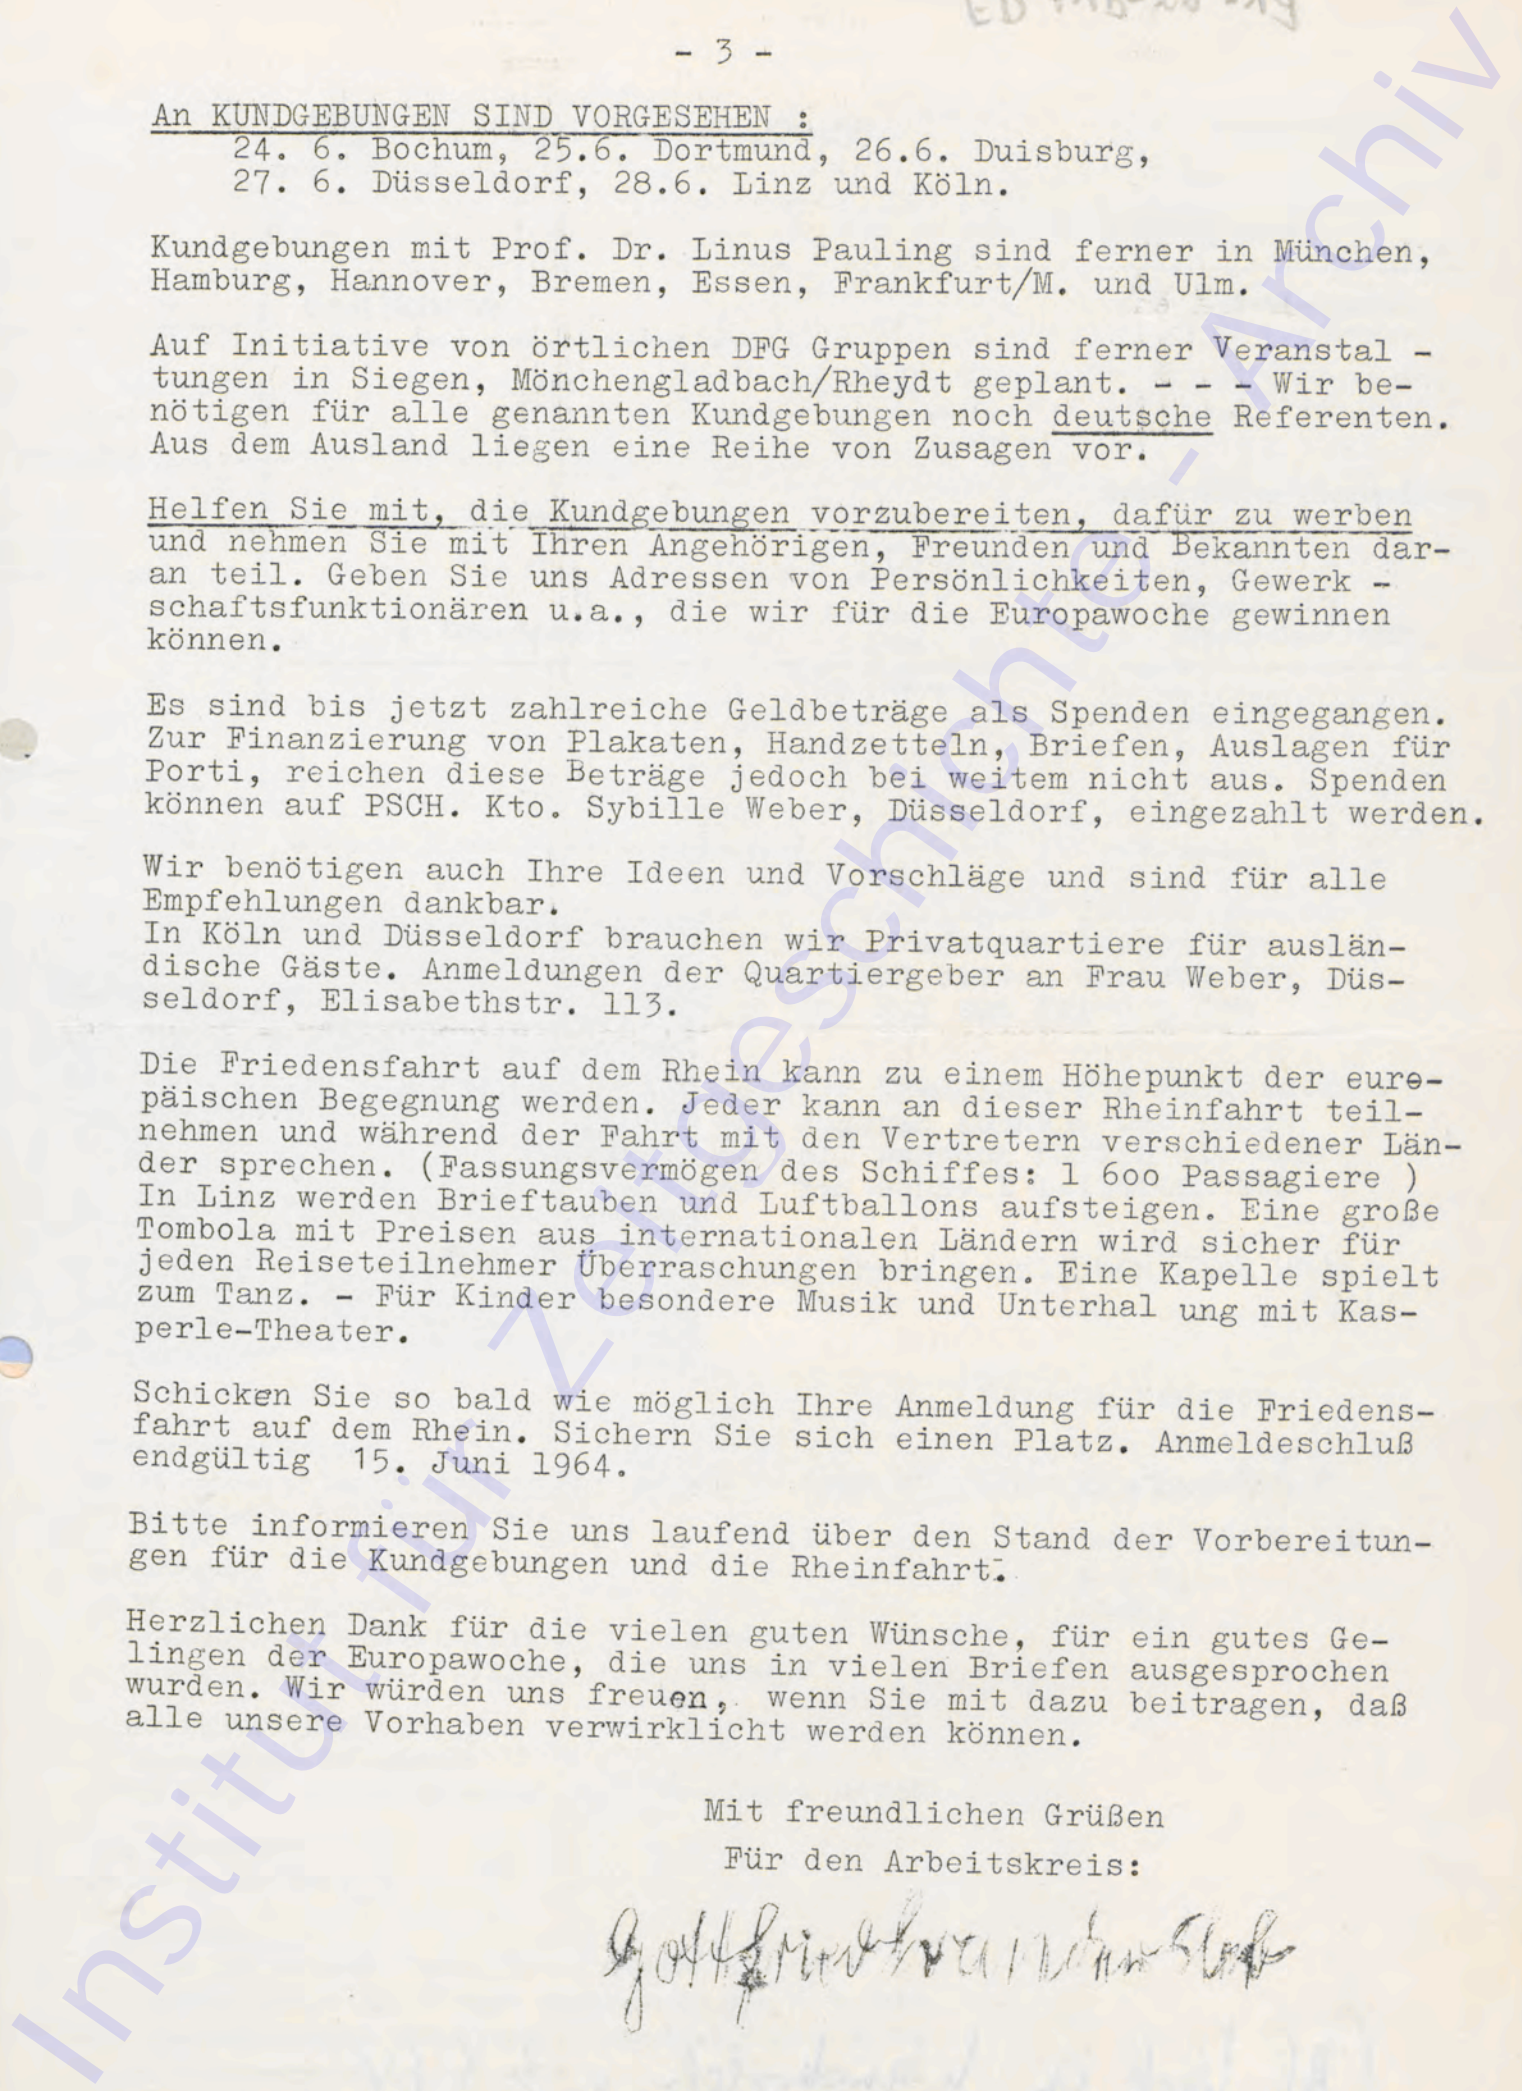 - 3 -
An KUNDGEBUNGEN SIND VORGESEHEN :
24. 6. Bochum, 25.6. Dortmund, 26.6. Duisburg,
27. 6. Düsseldorf, 28.6. Linz und Köln.
Kundgebungen mit Prof. Dr. Linus Pauling sind ferner in München,
Hamburg, Hannover, Bremen, Essen, Frankfurt/M. und Ulm.
Auf Initiative von örtlichen DFG Gruppen sind ferner Veranstal -
tungen in Siegen, Mönchengladbach/Rheydt geplant. - - - Wir be-
nötigen für alle genannten Kundgebungen noch deutsche Referenten.
Aus dem Ausland liegen eine Reihe von Zusagen vor.
Helfen Sie mit, die Kundgebungen vorzubereiten, dafür zu werben
und nehmen Sie mit Ihren Angehörigen, Freunden und Bekannten dar-
an teil. Geben Sie uns Adressen von Persönlichkeiten, Gewerk -
schaftsfunktionären u.a., die wir für die Europawoche gewinnen
können.
Es sind bis jetzt zahlreiche Geldbeträge als Spenden eingegangen.
Zur Finanzierung von Plakaten, Handzetteln, Briefen, Auslagen für
Porti, reichen diese Beträge jedoch bei weitem nicht aus. Spenden
können auf PSCH. Kto. Sybille Weber, Düsseldorf, eingezahlt werden.
Wir benötigen auch Ihre Ideen und Vorschläge und sind für alle
Empfehlungen dankbar.
In Köln und Düsseldorf brauchen wir Privatquartiere für auslän-
dische Gäste. Anmeldungen der Quartiergeber an Frau Weber, Düs-
seldorf, Elisabethstr. 113.
Die Friedensfahrt auf dem Rhein kann zu einem Höhepunkt der euro-
päischen Begegnung werden. Jeder kann an dieser Rheinfahrt teil-
nehmen und während der Fahrt mit den Vertretern verschiedener Län-
der sprechen. (Fassungsvermögen des Schiffes: 1 6oo Passagiere )
In Linz werden Brieftauben und Luftballons aufsteigen. Eine große
Tombola mit Preisen aus internationalen Ländern wird sicher für
jeden Reiseteilnehmer Überraschungen bringen. Eine Kapelle spielt
zum Tanz. - Für Kinder besondere Musik und Unterhal ung mit Kas-
perle-Theater.
Schicken Sie so bald wie möglich Ihre Anmeldung für die Friedens-
fahrt auf dem Rhein. Sichern Sie sich einen Platz. Anmeldeschluß
endgültig 15. Juni 1964.
Bitte informieren Sie uns laufend über den Stand der Vorbereitun-
gen für die Kundgebungen und die Rheinfahrt.
Herzlichen Dank für die vielen guten Wünsche, für ein gutes Ge-
lingen der Europawoche, die uns in vielen Briefen ausgesprochen
wurden. Wir würden uns freuen, wenn Sie mit dazu beitragen, daß
alle unsere Vorhaben verwirklicht werden können.
Mit freundlichen Grüßen
Für den Arbeitskreis:
Gottfried
Institut für Zeitgeschichte - Archiv